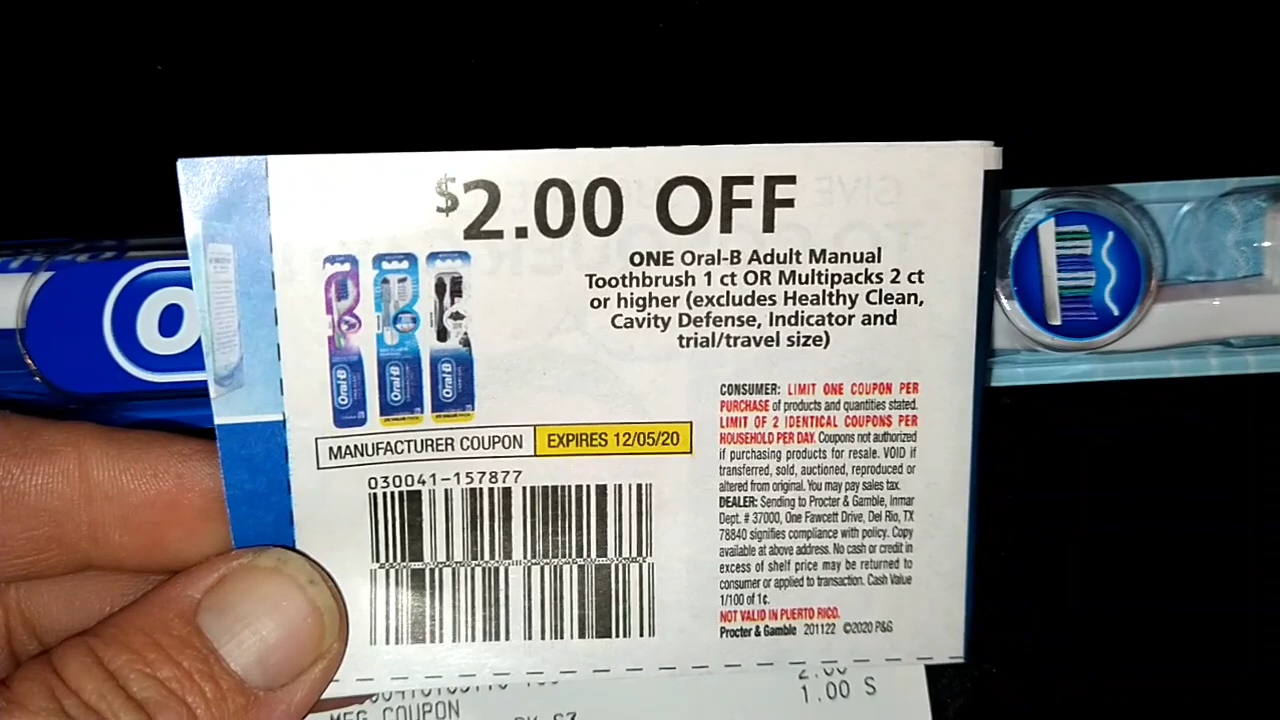 $2.00 OFF
ONE Oral-B Adult Manual
Toothbrush 1 ct OR Multipacks 2 ct
or higher (excludes Healthy Clean,
Cavity Defense, Indicator and
trial/travel size)
Oral-B
Oral-B
Oral-B
MANUFACTURER COUPON
EXPIRES 12/05/20
030041-157877
CONSUMER: LIMIT ONE COUPON PER
PURCHASE of products and quantities stated.
LIMIT OF 2 IDENTICAL COUPONS PER
HOUSEHOLD PER DAY. Coupons not authorized
if purchasing products for resale. VOID if
transferred, sold, auctioned, reproduced or
altered from original. You may pay sales tax.
DEALER: Sending to Procter & Gamble, Inmar
Dept. # 37000, One Fawcett Drive, Del Rio, TX
78840 signifies compliance with policy. Copy
available at above address. No cash or credit in
excess of shelf price may be returned to
consumer or applied to transaction. Cash Value
1/100 of 1¢.
NOT VALID IN PUERTO RICO.
Procter & Gamble 201122 ©2020 P&G
2.00
1.00 S
MFG COUPON